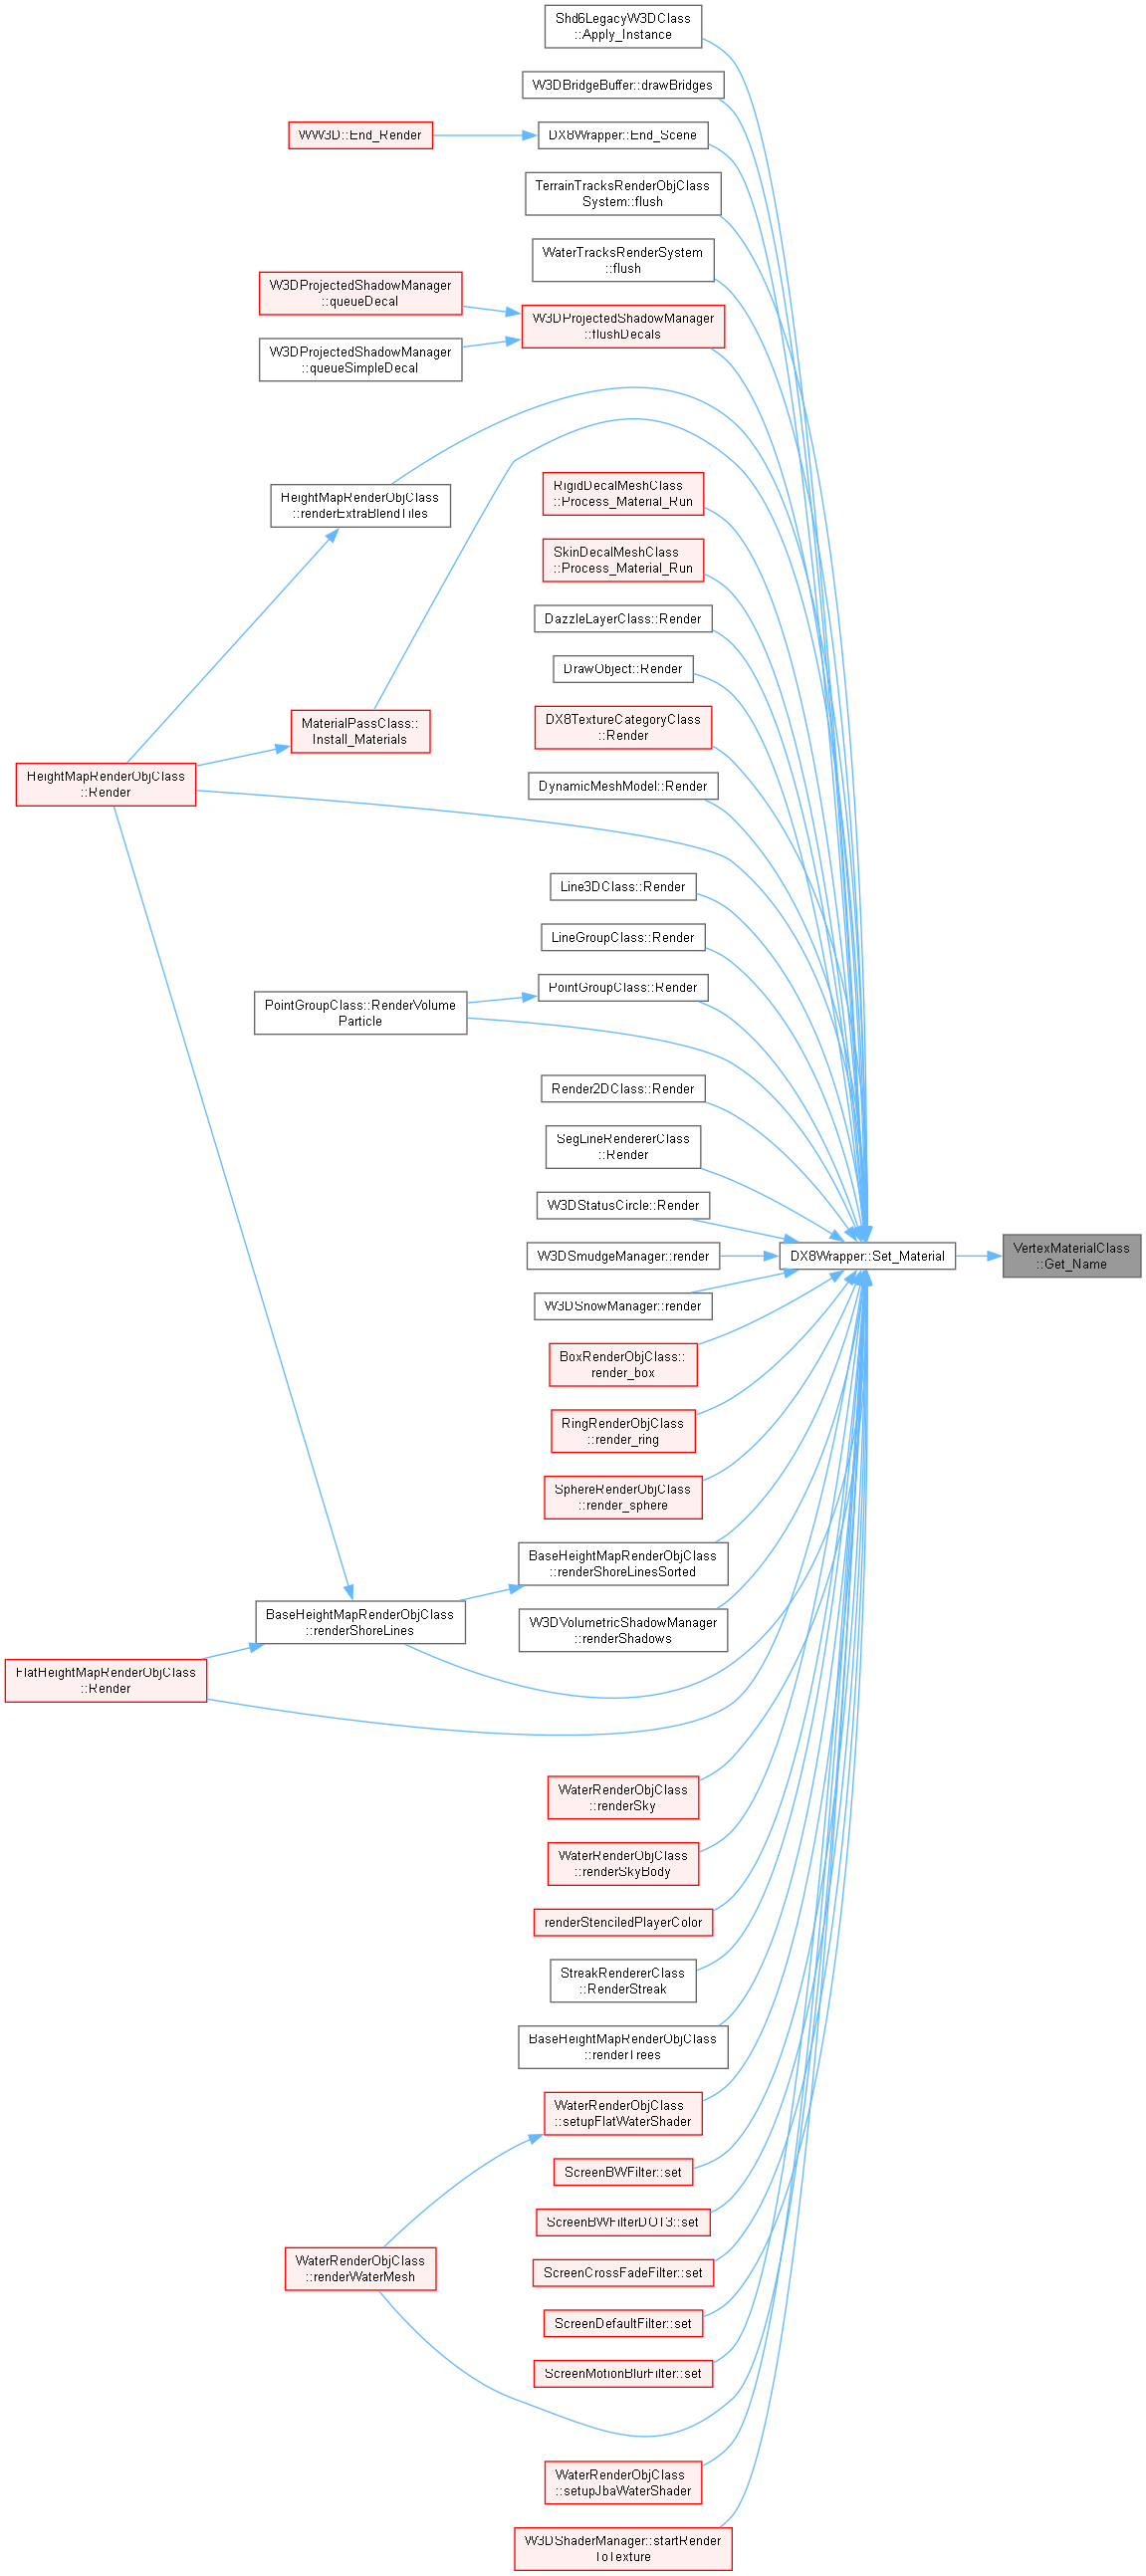 Shd6LegacyW3DClass
::Apply_Instance
W3DBridgeBuffer::drawBridges
WW3D::End_Render
DX8Wrapper::End_Scene
TerrainTracksRenderObjClass
System::flush
WaterTracksRenderSystem
::flush
W3DProjectedShadowManager
::queueDecal
W3DProjectedShadowManager
::flushDecals
W3DProjectedShadowManager
::queueSimpleDecal
HeightMapRenderObjClass
::renderExtraBlendTiles
RigidDecalMeshClass
::Process_Material_Run
SkinDecalMeshClass
::Process_Material_Run
DazzleLayerClass::Render
DrawObject::Render
MaterialPassClass::
Install_Materials
DX8TextureCategoryClass
::Render
HeightMapRenderObjClass
::Render
DynamicMeshModel::Render
Line3DClass::Render
LineGroupClass::Render
PointGroupClass::Render
PointGroupClass::RenderVolume
Particle
Render2DClass::Render
SegLineRendererClass
::Render
W3DStatusCircle::Render
W3DSmudgeManager::render
DX8Wrapper::Set_Material
VertexMaterialClass
::Get_Name
W3DSnowManager::render
BoxRenderObjClass::
render_box
RingRenderObjClass
::render_ring
SphereRenderObjClass
::render_sphere
BaseHeightMapRenderObjClass
::renderShoreLinesSorted
BaseHeightMapRenderObjClass
::renderShoreLines
W3DVolumetricShadowManager
::renderShadows
FlatHeightMapRenderObjClass
::Render
WaterRenderObjClass
::renderSky
WaterRenderObjClass
::renderSkyBody
renderStenciledPlayerColor
StreakRendererClass
::RenderStreak
BaseHeightMapRenderObjClass
::renderTrees
WaterRenderObjClass
::setupFlatWaterShader
ScreenBWFilter::set
ScreenBWFilterDOT3::set
WaterRenderObjClass
::renderWaterMesh
ScreenCrossFadeFilter::set
ScreenDefaultFilter::set
ScreenMotionBlurFilter::set
WaterRenderObjClass
::setupJbaWaterShader
W3DShaderManager::startRender
ToTexture